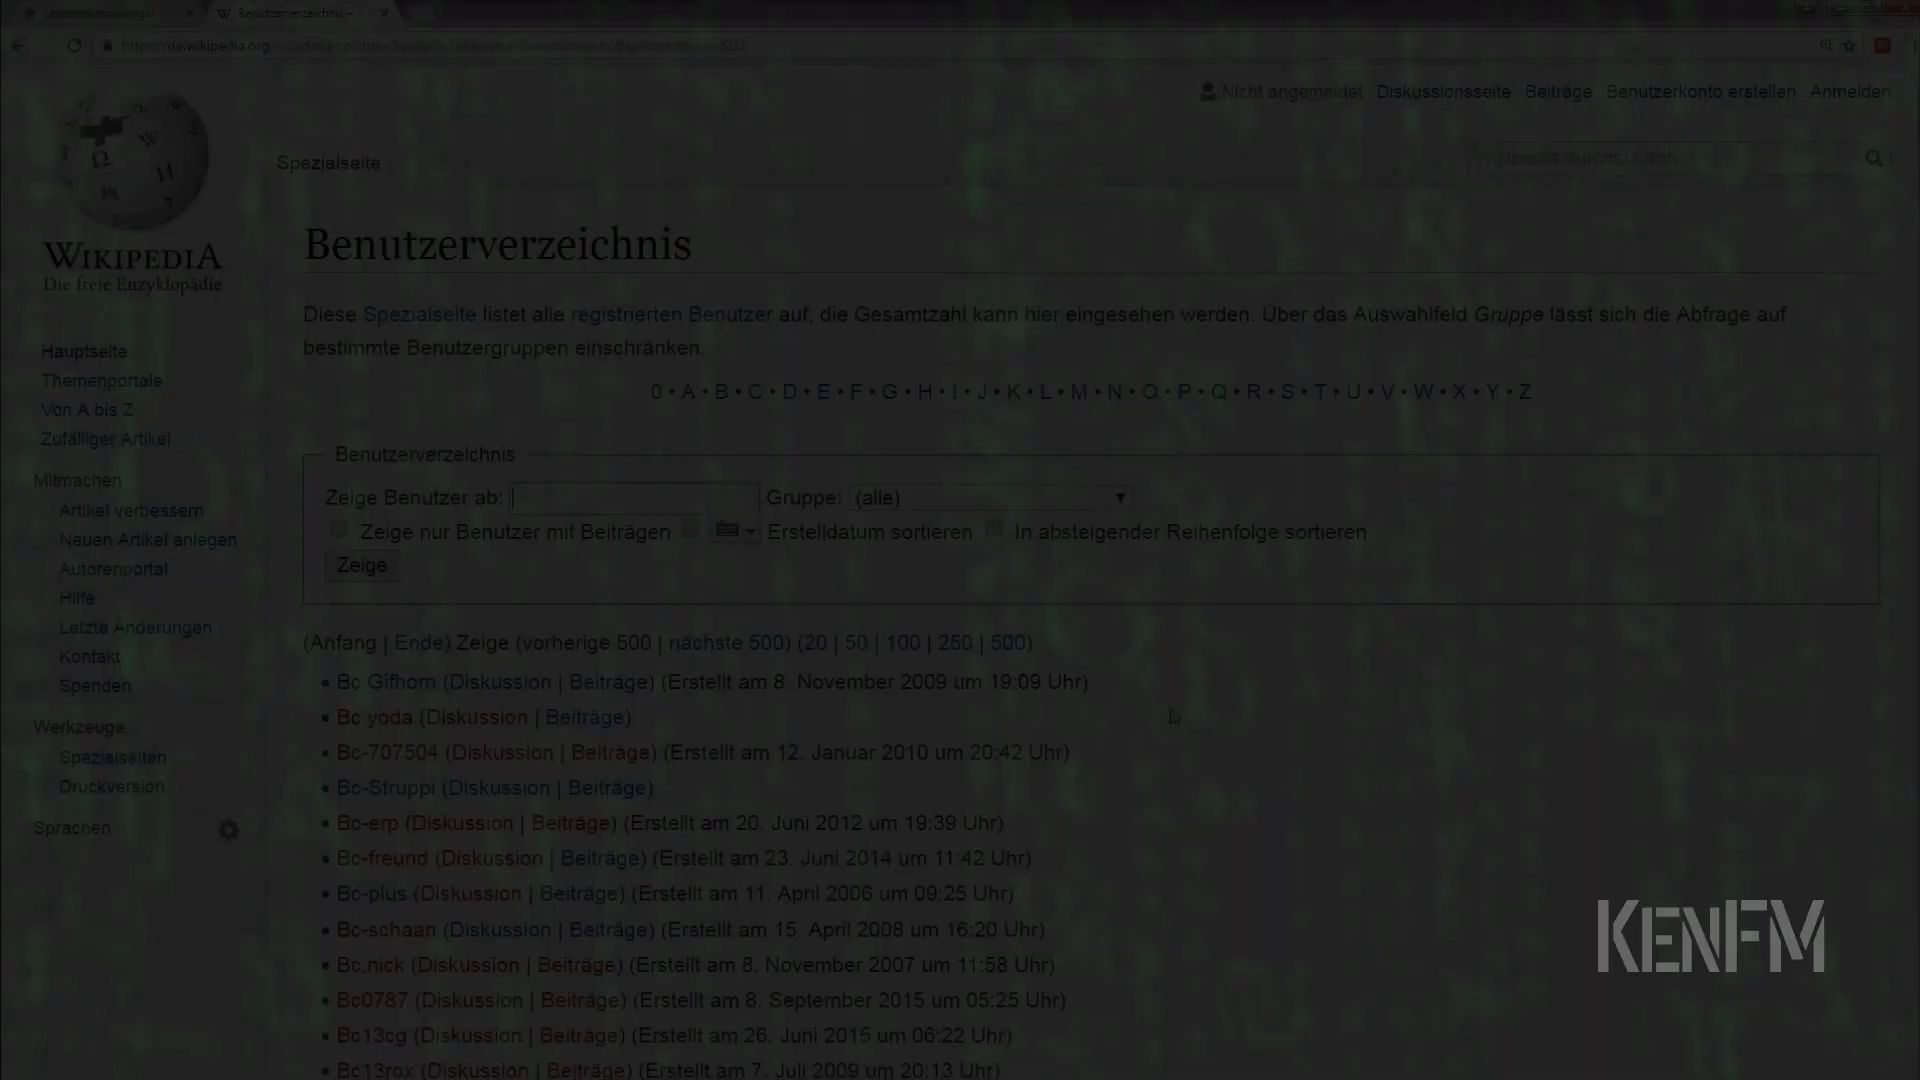 Benutzerverzeichnis -
https://de.wikipedia.org/
Nicht angemeldet Diskussionsseite Beiträge Benutzerkonto erstellen Anmelden
Spezialseite
Wikipedia durchsuchen
WIKIPEDIA
Die freie Enzyklopädie
Hauptseite
Themenportale
Von A bis Z
Zufälliger Artikel
Mitmachen
Artikel verbessern
Neuen Artikel anlegen
Autorenportal
Hilfe
Letzte Änderungen
Kontakt
Spenden
Werkzeuge
Spezialseiten
Druckversion
Sprachen
Benutzerverzeichnis
Diese Spezialseite listet alle registrierten Benutzer auf; die Gesamtzahl kann hier eingesehen werden. Über das Auswahlfeld Gruppe lässt sich die Abfrage auf
bestimmte Benutzergruppen einschränken.
0 • A • B • C • D • E • F • G • H • I • J • K • L • M • N • O • P • Q • R • S • T • U • V • W • X • Y • Z
Benutzerverzeichnis
Zeige Benutzer ab: Gruppe: (alle)
Zeige nur Benutzer mit Beiträgen Erstelldatum sortieren In absteigender Reihenfolge sortieren
Zeige
(Anfang | Ende) Zeige (vorherige 500 | nächste 500) (20 | 50 | 100 | 250 | 500)
• Bc Gifhorn (Diskussion | Beiträge) (Erstellt am 8. November 2009 um 19:09 Uhr)
• Bc yoda (Diskussion | Beiträge)
• Bc-707504 (Diskussion | Beiträge) (Erstellt am 12. Januar 2010 um 20:42 Uhr)
• Bc-Struppi (Diskussion | Beiträge)
• Bc-erp (Diskussion | Beiträge) (Erstellt am 20. Juni 2012 um 19:39 Uhr)
• Bc-freund (Diskussion | Beiträge) (Erstellt am 23. Juni 2014 um 11:42 Uhr)
• Bc-plus (Diskussion | Beiträge) (Erstellt am 11. April 2006 um 09:25 Uhr)
• Bc-schaan (Diskussion | Beiträge) (Erstellt am 15. April 2008 um 16:20 Uhr)
• Bc.nick (Diskussion | Beiträge) (Erstellt am 8. November 2007 um 11:58 Uhr)
• Bc0787 (Diskussion | Beiträge) (Erstellt am 8. September 2015 um 05:25 Uhr)
• Bc13cg (Diskussion | Beiträge) (Erstellt am 26. Juni 2015 um 06:22 Uhr)
• Bc13rox (Diskussion | Beiträge) (Erstellt am 7. Juli 2009 um 20:13 Uhr)
KENFM